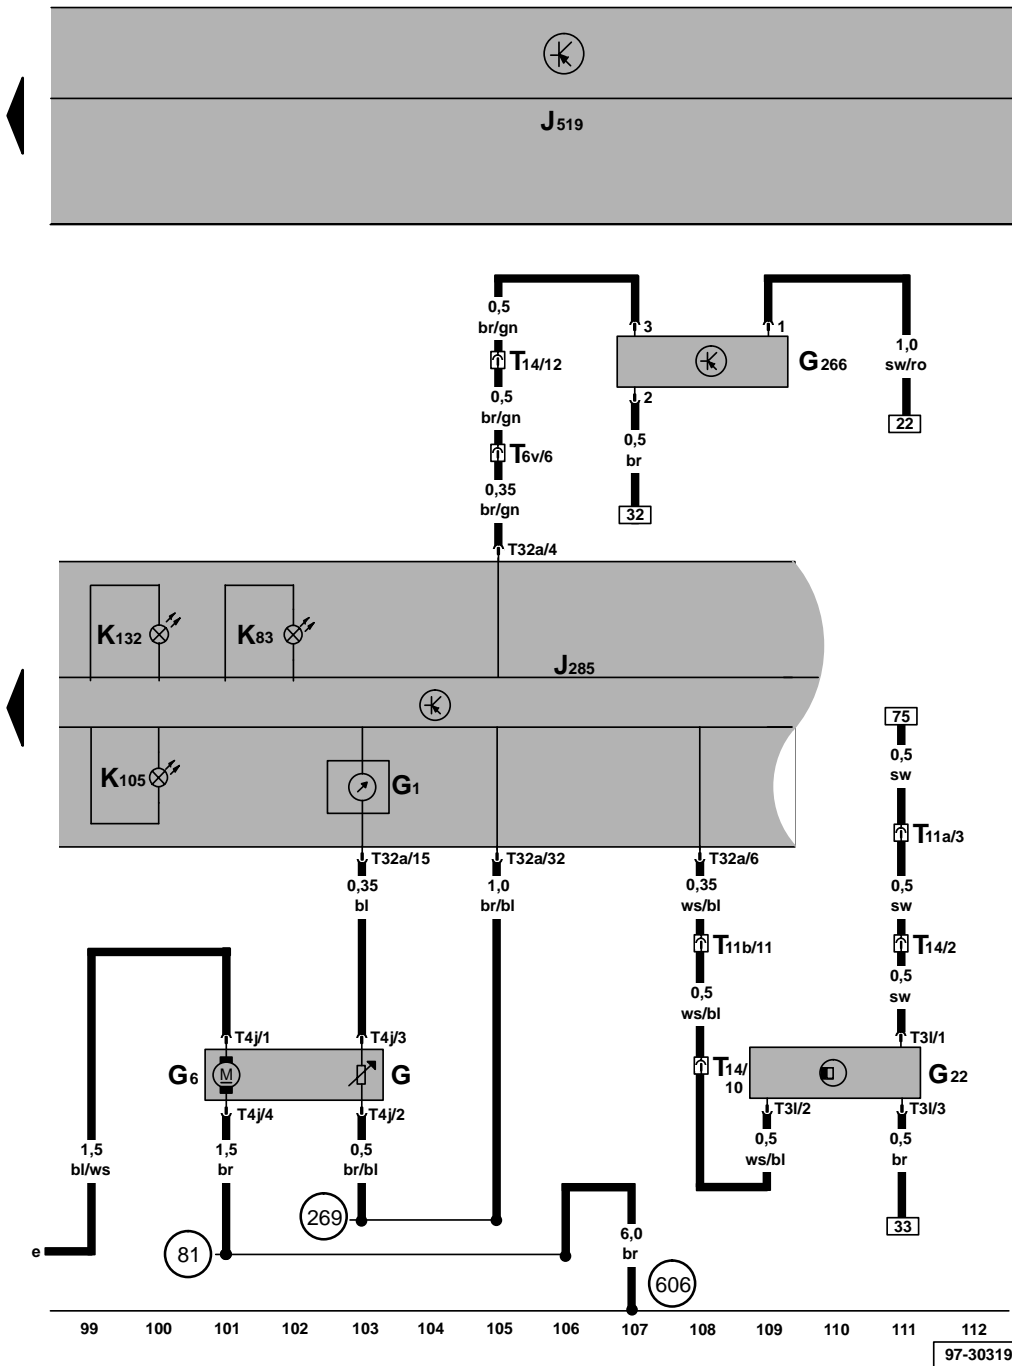 J519
0,5
br/gn
3
1
T14/12
G266
1,0
sw/ro
0,5
br/gn
2
22
T6v/6
0,5
br
0,35
br/gn
32
T32a/4
K132
K83
J285
75
K105
G1
0,5
sw
T11a/3
T32a/15
T32a/32
T32a/6
0,35
bl
1,0
br/bl
0,35
ws/bl
0,5
sw
T11b/11
T14/2
0,5
ws/bl
0,5
sw
T4j/1
T4j/3
T3l/1
G6
M
G
T14/
10
G22
T4j/4
T4j/2
T3l/2
T3l/3
1,5
bl/ws
1,5
br
0,5
br/bl
0,5
ws/bl
0,5
br
269
33
e
81
6,0
br
606
99 100 101 102 103 104 105 106 107 108 109 110 111 112
97-30319